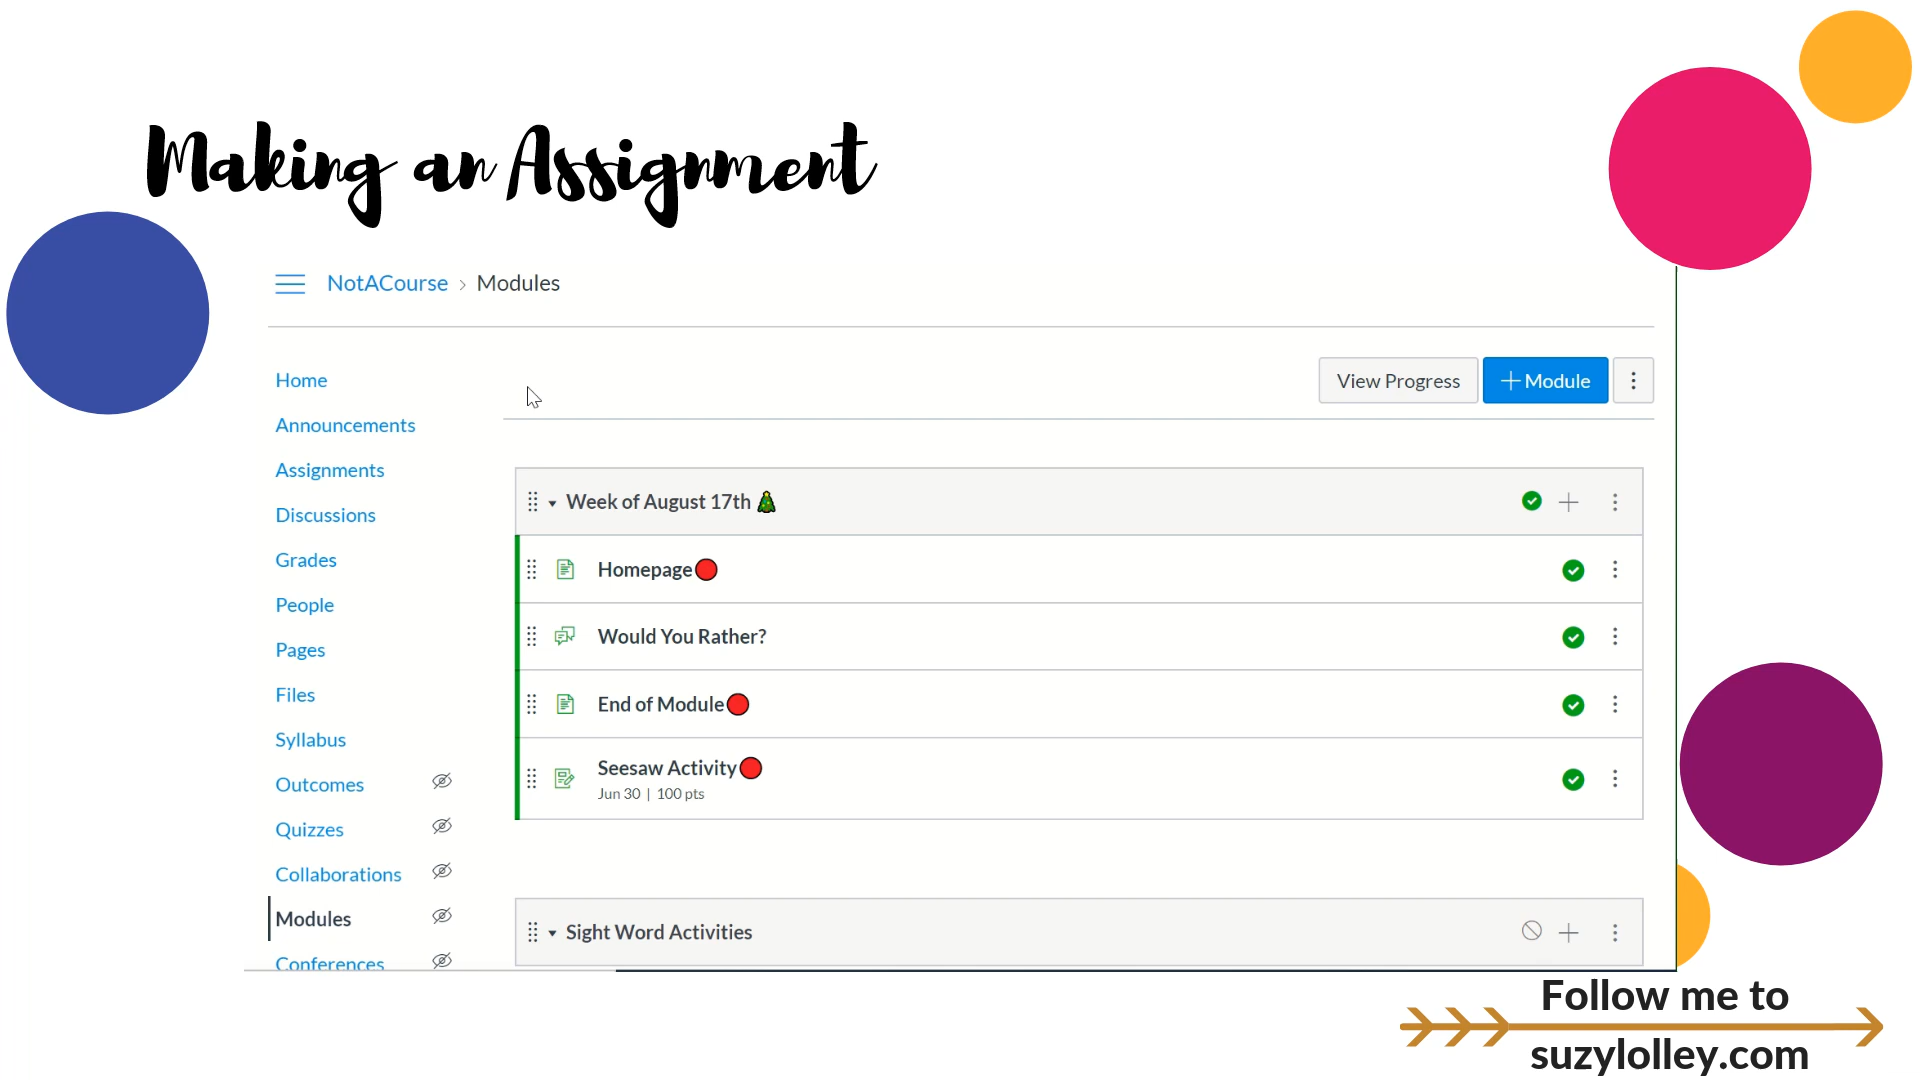 Making an Assignment
NotACourse > Modules
View Progress
+ Module
Home
Announcements
Assignments
Discussions
Grades
People
Pages
Files
Syllabus
Outcomes
Quizzes
Collaborations
Modules
Conferences
Week of August 17th
Homepage
Would You Rather?
End of Module
Seesaw Activity
Jun 30 | 100 pts
Sight Word Activities
Follow me to
suzylolley.com